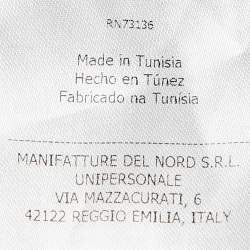 RN73136
Made in Tunisia
Hecho en Túnez
Fabricado na Tunísia
MANIFATTURE DEL NORD S.R.L.
UNIPERSONALE
VIA MAZZACURATI, 6
42122 REGGIO EMILIA, ITALY